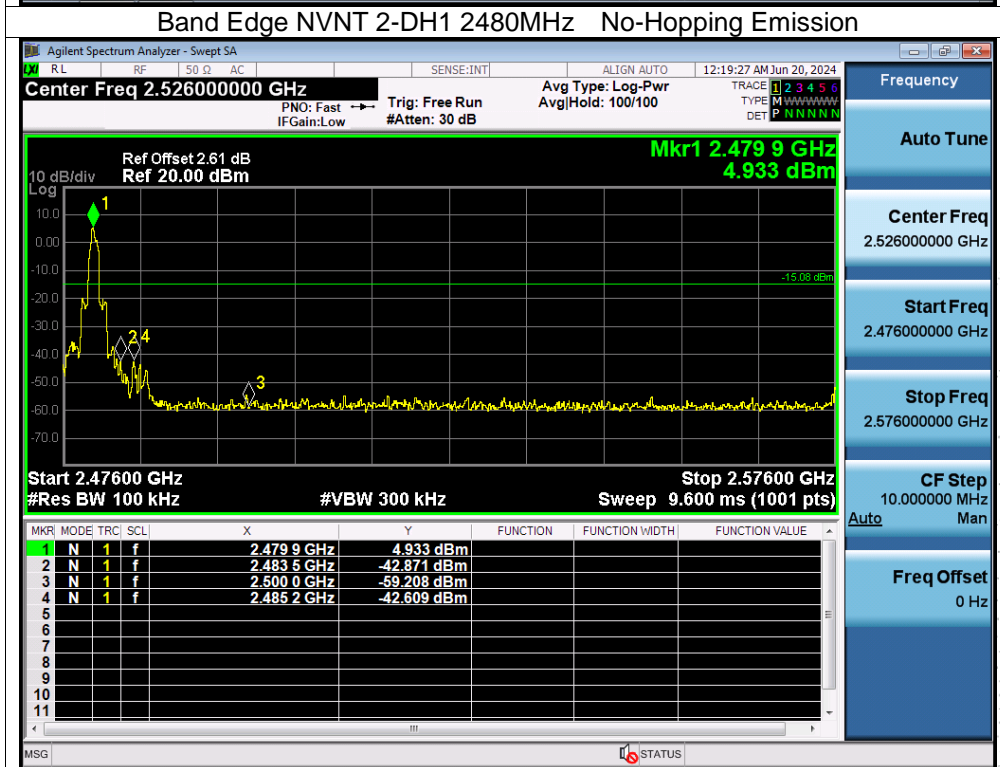 Band Edge NVNT 2-DH1 2480MHz No-Hopping Emission
Agilent Spectrum Analyzer - Swept SA
LXI RL RF 50 Ω AC SENSE:INT ALIGN AUTO 12:19:27 AM Jun 20, 2024
Center Freq 2.526000000 GHz
PNO: Fast
IFGain:Low
Trig: Free Run
#Atten: 30 dB
Avg Type: Log-Pwr
Avg|Hold: 100/100
TRACE 1 2 3 4 5 6
TYPE M W W W W W
DET P N N N N N
Frequency
Auto Tune
Center Freq
2.526000000 GHz
Start Freq
2.476000000 GHz
Stop Freq
2.576000000 GHz
CF Step
10.000000 MHz
Auto Man
Freq Offset
0 Hz
Mkr1 2.479 9 GHz
4.933 dBm
Ref Offset 2.61 dB
10 dB/div Ref 20.00 dBm
Log
10.0
0.00
-10.0
-20.0
-30.0
-40.0
-50.0
-60.0
-70.0
1
-15.08 dBm
2 4
3
Start 2.47600 GHz Stop 2.57600 GHz
#Res BW 100 kHz #VBW 300 kHz Sweep 9.600 ms (1001 pts)
MKR MODE TRC SCL X Y FUNCTION FUNCTION WIDTH FUNCTION VALUE
1 N 1 f 2.479 9 GHz 4.933 dBm
2 N 1 f 2.483 5 GHz -42.871 dBm
3 N 1 f 2.500 0 GHz -59.208 dBm
4 N 1 f 2.485 2 GHz -42.609 dBm
5
6
7
8
9
10
11
MSG STATUS